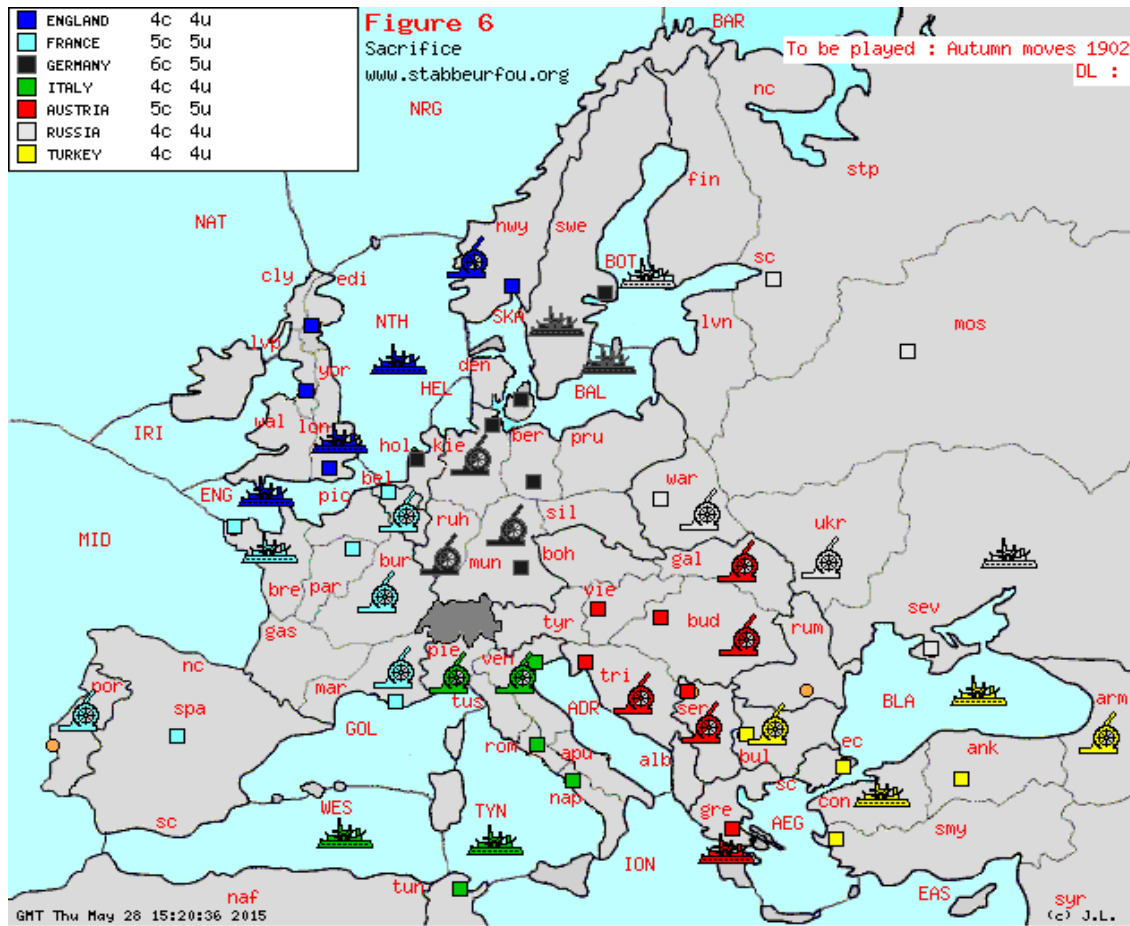 ENGLAND 4c 4u
FRANCE 5c 5u
GERMANY 6c 5u
ITALY 4c 4u
AUSTRIA 5c 5u
RUSSIA 4c 4u
TURKEY 4c 4u
Figure 6
Sacrifice
www.stabbeurfou.org
BAR
To be played : Autumn moves 1902
DL :
nc
NRG
stp
fin
NAT
nwy
swe
BOT
sc
cly
edi
NTH
SKA
lvn
mos
lvp
yor
den
HEL
BAL
IRI
wal
lon
hol
kie
ber
pru
bel
war
ENG
pic
ruh
sil
ukr
MID
bur
mun
boh
gal
bre
par
vie
sev
gas
tyr
bud
rum
nc
pie
ven
tri
por
mar
tus
spa
GOL
ADR
ser
BLA
arm
rom
apu
alb
bul
ec
ank
sc
nap
sc
con
WES
TYN
gre
AEG
smy
ION
naf
tun
EAS
syr
GMT Thu May 28 15:20:36 2015
(c) J.L.